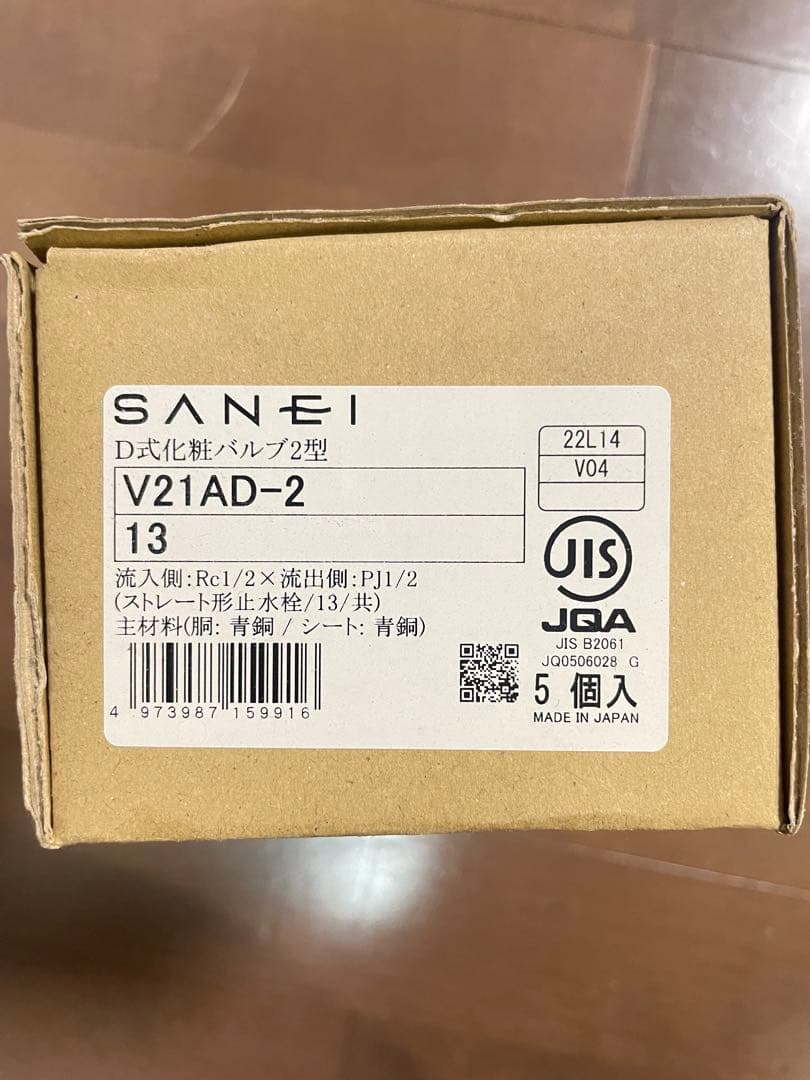 SANEI
D式化粧バルブ2型
V21AD-2
13
流入側:Rc1/2×流出側:PJ1/2
(ストレート形止水栓/13/共)
主材料(胴: 青銅 / シート: 青銅)
4 973987 159916
22L14
V04
JIS
JQA
JIS B2061
JQ0506028 G
5 個入
MADE IN JAPAN